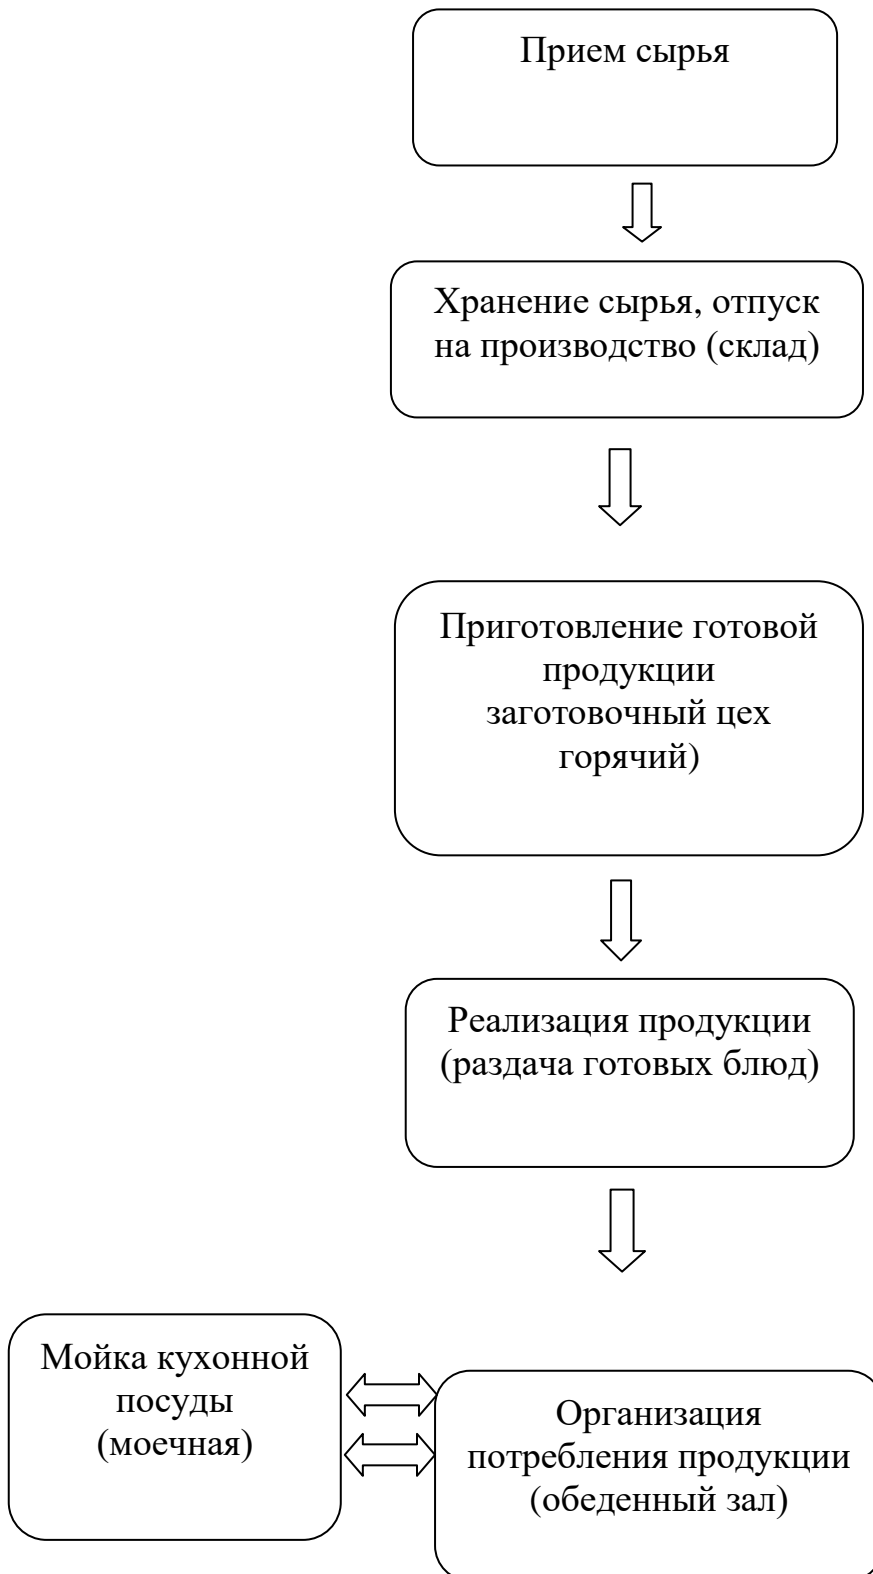 Прием сырья
Хранение сырья, отпуск
на производство (склад)
Приготовление готовой
продукции
заготовочный цех
горячий)
Реализация продукции
(раздача готовых блюд)
Мойка кухонной
посуды
(моечная)
Организация
потребления продукции
(обеденный зал)